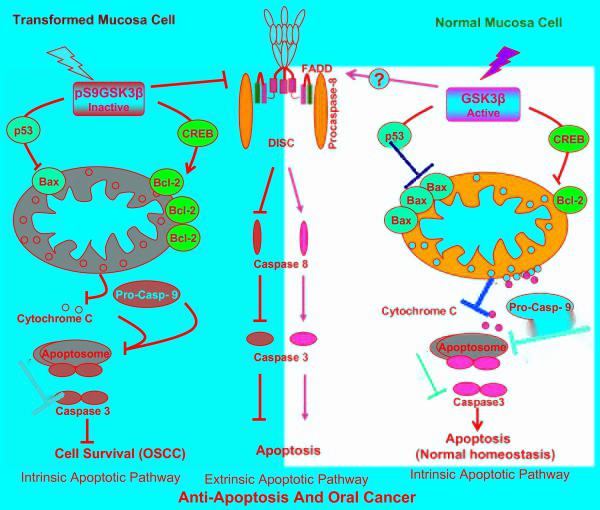 Transformed Mucosa Cell
Normal Mucosa Cell
FADD
pS9GSK3β
Inactive
?
GSK3β
Active
Procaspase-8
p53
CREB
DISC
p53
CREB
Bax
Bcl-2
Bcl-2
Bcl-2
Bax
Bax
Bax
Bcl-2
Caspase 8
Pro-Casp- 9
Cytochrome C
Cytochrome C
Pro-Casp- 9
Apoptosome
Caspase 3
Apoptosome
Caspase 3
Caspase3
Cell Survival (OSCC)
Apoptosis
Apoptosis
(Normal homeostasis)
Intrinsic Apoptotic Pathway
Extrinsic Apoptotic Pathway
Intrinsic Apoptotic Pathway
Anti-Apoptosis And Oral Cancer